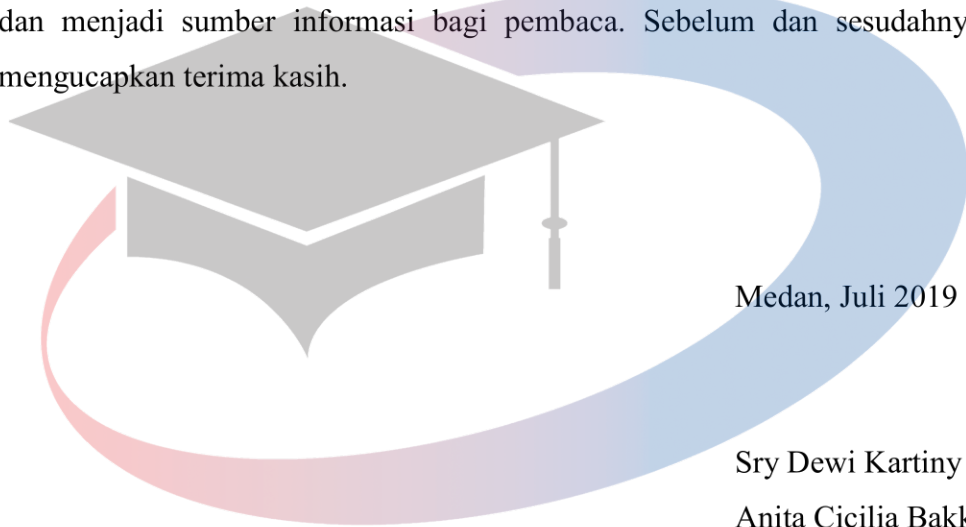 dan menjadi sumber informasi bagi pembaca. Sebelum dan sesudahny
mengucapkan terima kasih.
Medan, Juli 2019
Sry Dewi Kartiny
Anita Cicilia Bakk